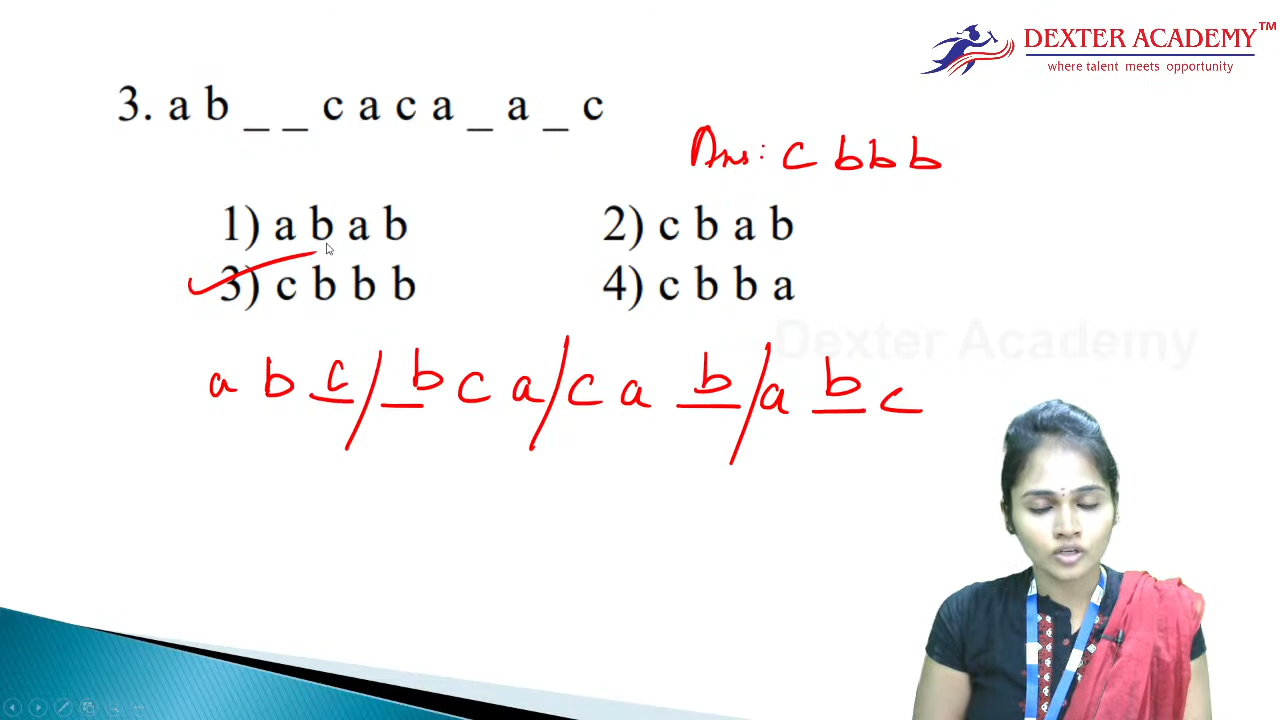 DEXTER ACADEMY™
where talent meets opportunity
3. a b _ _ c a c a _ a _ c
Ans: c b b b
1) a b a b
2) c b a b
3) c b b b
4) c b b a
Dexter Academy
a b c / b c a / c a b / a b c